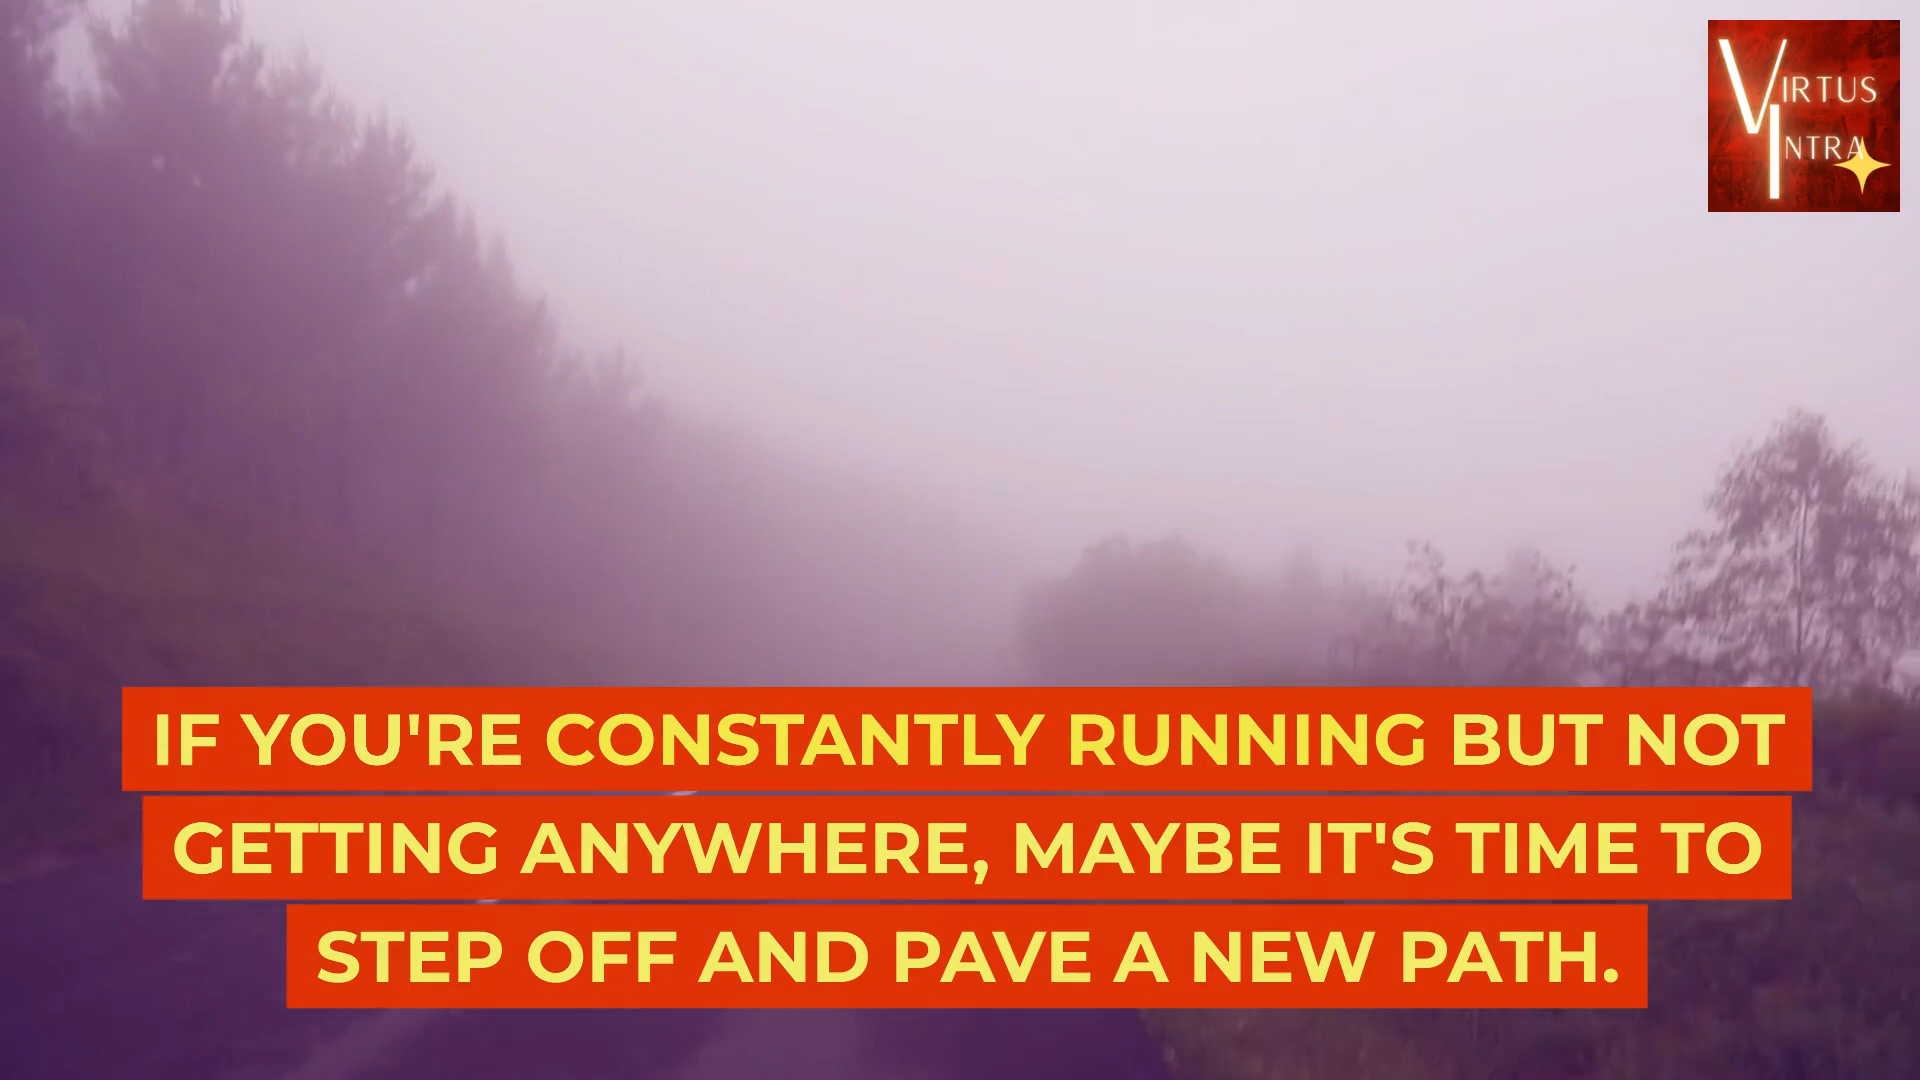 VIRTUS
INTRA
IF YOU'RE CONSTANTLY RUNNING BUT NOT
GETTING ANYWHERE, MAYBE IT'S TIME TO
STEP OFF AND PAVE A NEW PATH.